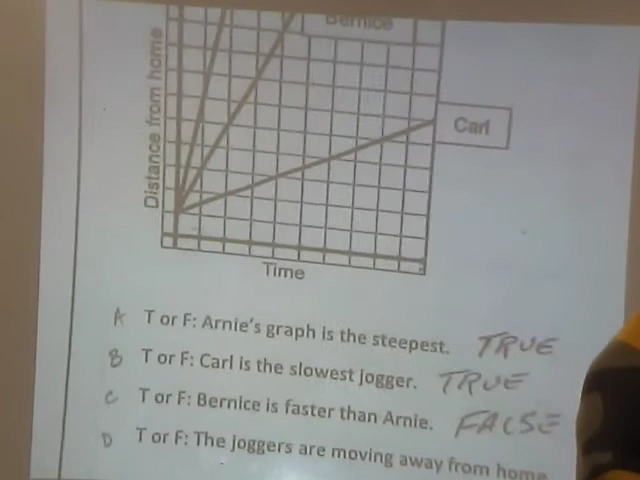 Bernice
Distance from home
Carl
Time
A T or F: Arnie's graph is the steepest. TRUE
B T or F: Carl is the slowest jogger. TRUE
C T or F: Bernice is faster than Arnie. FALSE
D T or F: The joggers are moving away from home